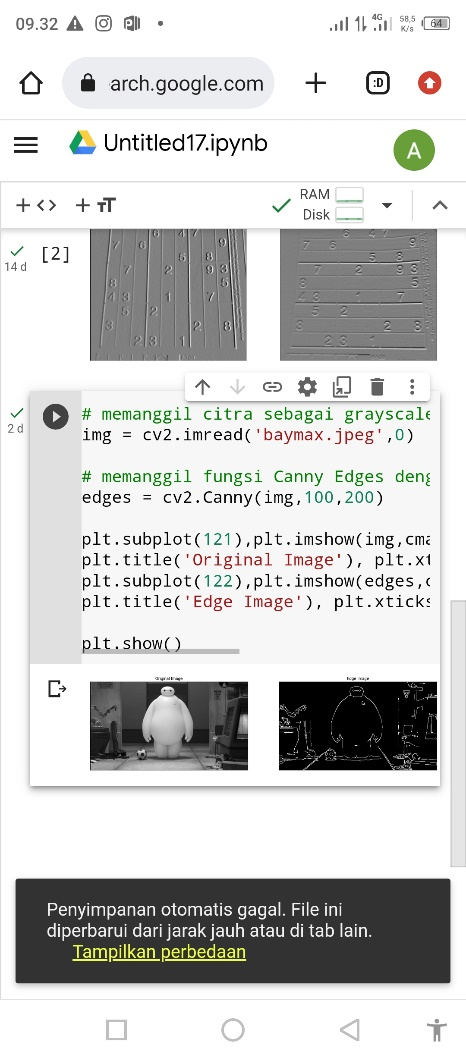 09.32
4G
58,5
K/s
64
arch.google.com
:D
Untitled17.ipynb
A
+ <> + TT
RAM
Disk
[2]
14 d
2 d
# memanggil citra sebagai grayscale
img = cv2.imread('baymax.jpeg',0)
# memanggil fungsi Canny Edges deng
edges = cv2.Canny(img,100,200)
plt.subplot(121),plt.imshow(img,cma
plt.title('Original Image'), plt.xt
plt.subplot(122),plt.imshow(edges,c
plt.title('Edge Image'), plt.xticks
plt.show()
Original Image
Edge Image
Penyimpanan otomatis gagal. File ini
diperbarui dari jarak jauh atau di tab lain.
Tampilkan perbedaan